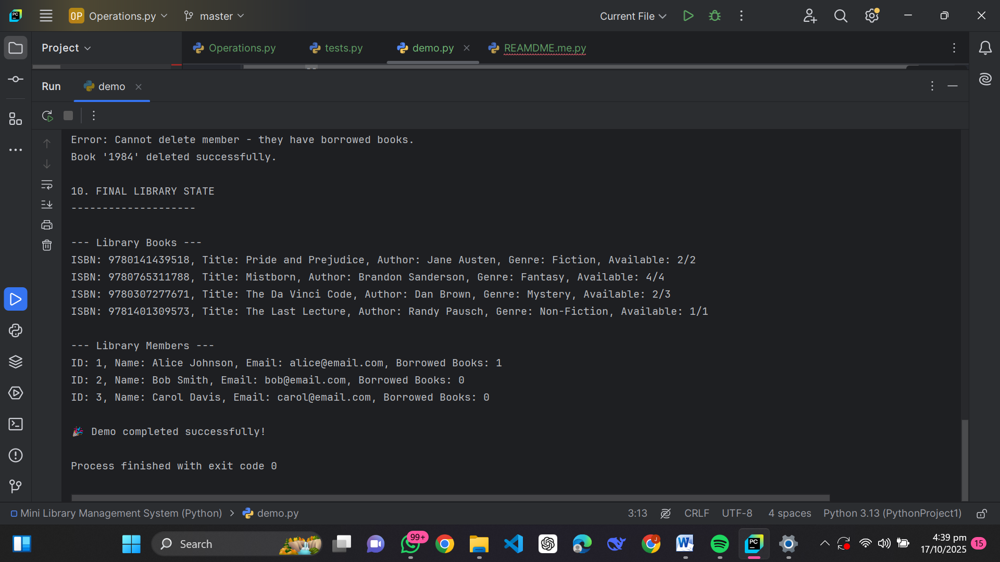 OP Operations.py master Current File
Project Operations.py tests.py demo.py REAMDME.me.py
Run demo
Error: Cannot delete member - they have borrowed books.
Book '1984' deleted successfully.
10. FINAL LIBRARY STATE
--------------------
--- Library Books ---
ISBN: 9780141439518, Title: Pride and Prejudice, Author: Jane Austen, Genre: Fiction, Available: 2/2
ISBN: 9780765311788, Title: Mistborn, Author: Brandon Sanderson, Genre: Fantasy, Available: 4/4
ISBN: 9780307277671, Title: The Da Vinci Code, Author: Dan Brown, Genre: Mystery, Available: 2/3
ISBN: 9781401309573, Title: The Last Lecture, Author: Randy Pausch, Genre: Non-Fiction, Available: 1/1
--- Library Members ---
ID: 1, Name: Alice Johnson, Email: alice@email.com, Borrowed Books: 1
ID: 2, Name: Bob Smith, Email: bob@email.com, Borrowed Books: 0
ID: 3, Name: Carol Davis, Email: carol@email.com, Borrowed Books: 0
🎉 Demo completed successfully!
Process finished with exit code 0
Mini Library Management System (Python) > demo.py 3:13 CRLF UTF-8 4 spaces Python 3.13 (PythonProject1)
Search 99+ 4:39 pm 15
17/10/2025